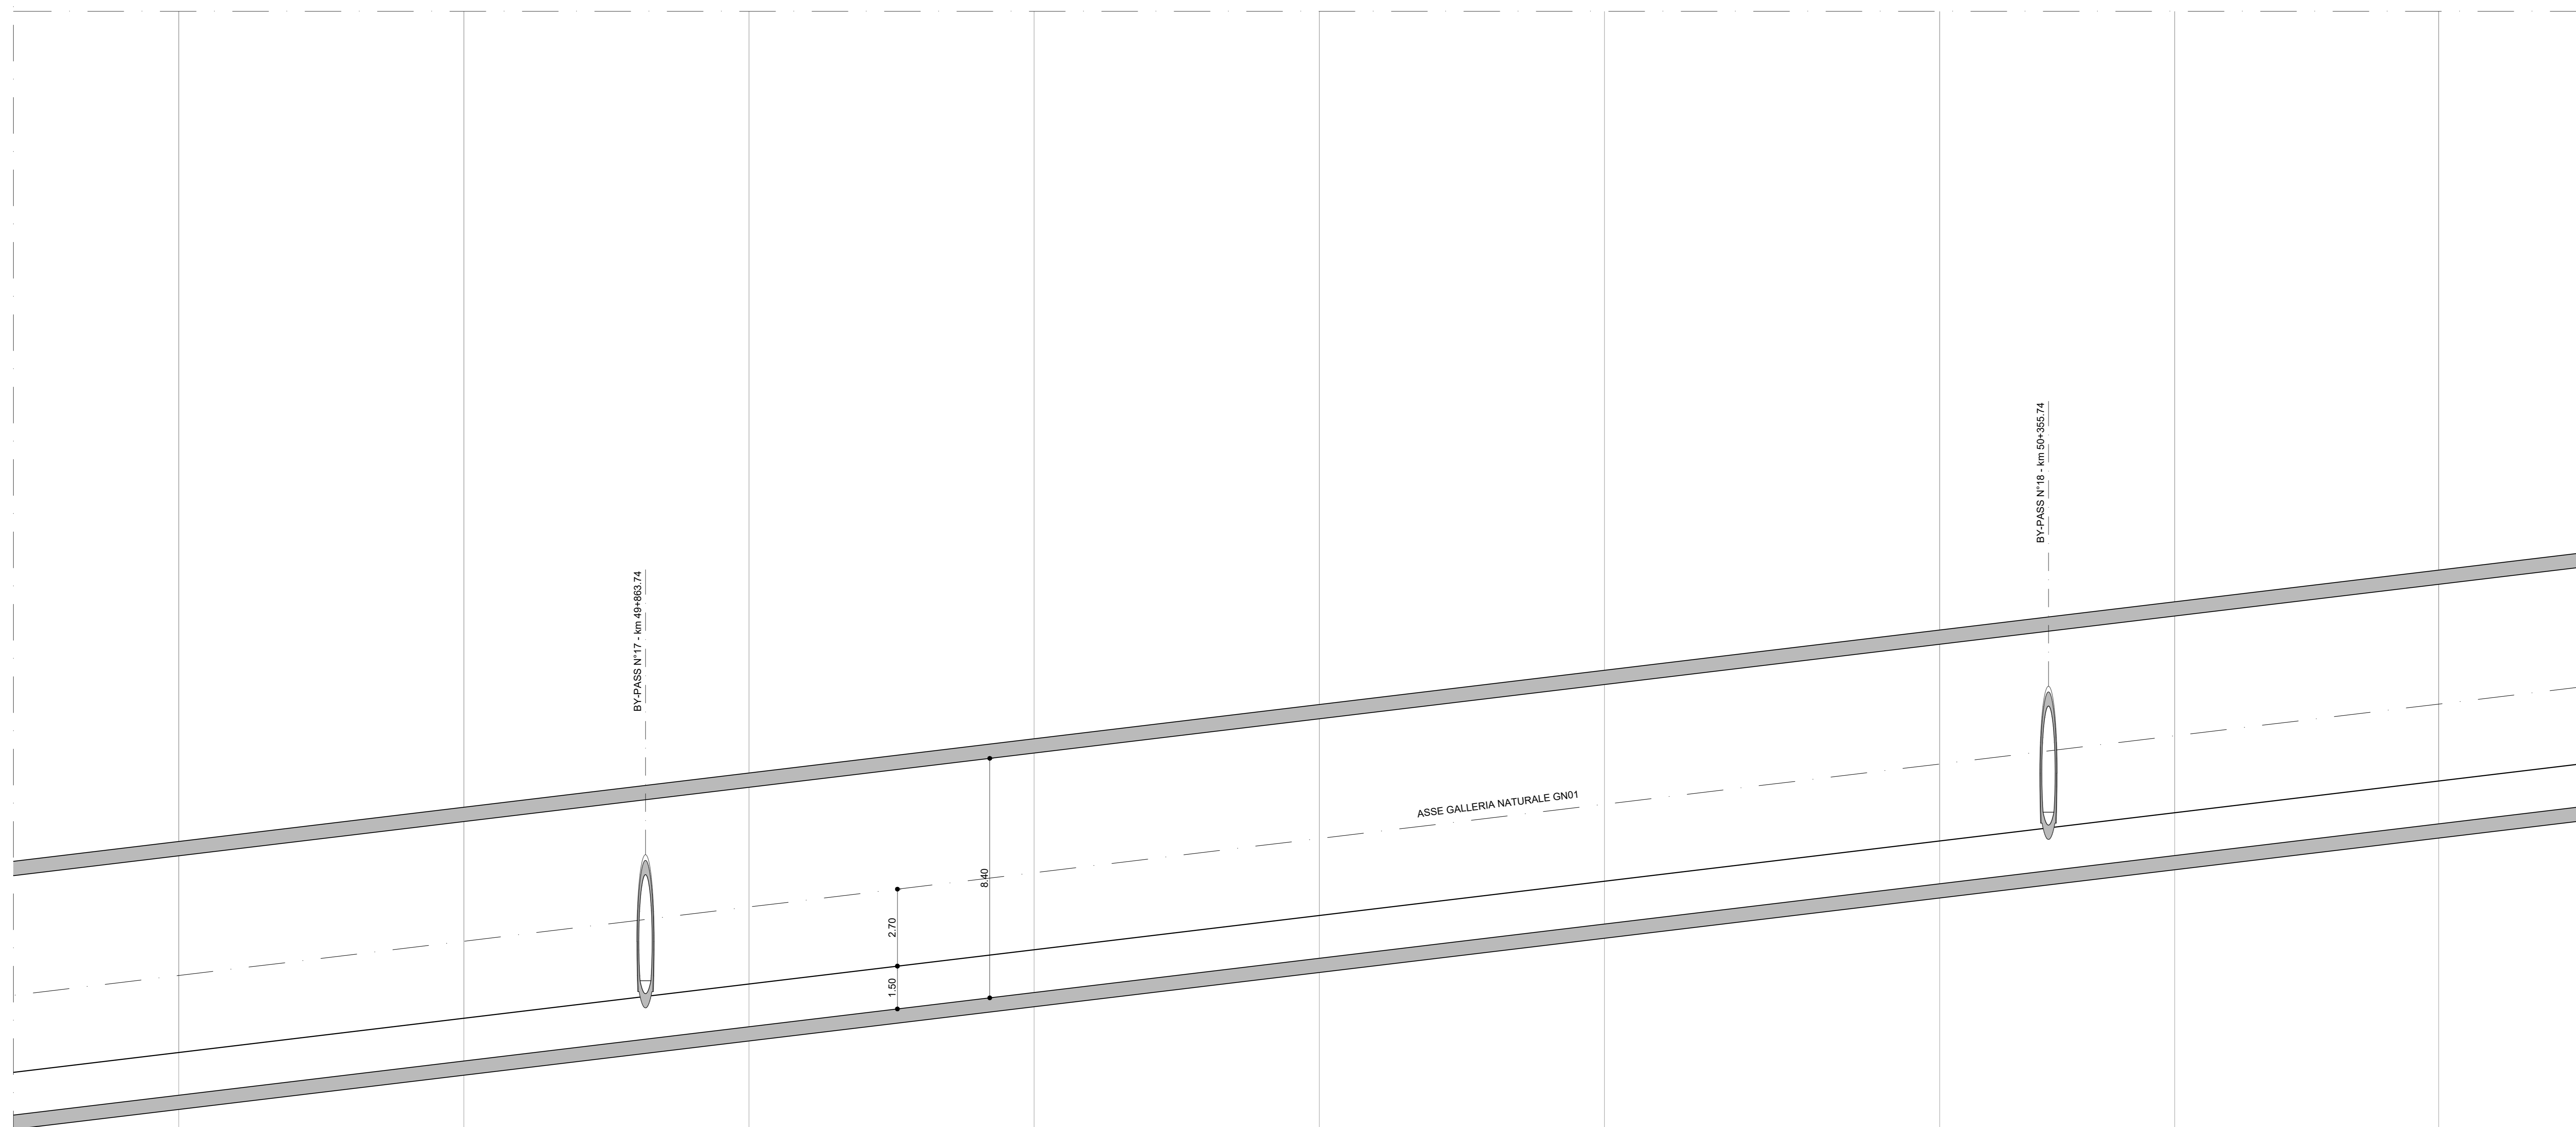 BY-PASS N°17 - km 49+863.74
2.70
1.50
8.40
ASSE GALLERIA NATURALE GN01
BY-PASS N°18 - km 50+355.74